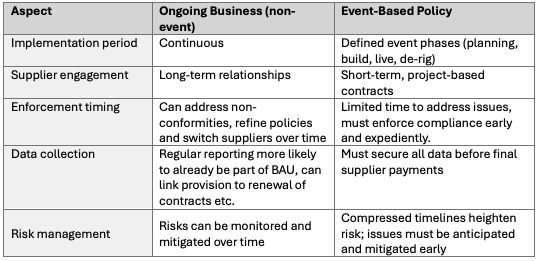 Aspect
Ongoing Business (non-
event)
Event-Based Policy
Implementation period
Continuous
Defined event phases (planning,
build, live, de-rig)
Supplier engagement
Long-term relationships
Short-term, project-based
contracts
Enforcement timing
Can address non-
conformities, refine policies
and switch suppliers over time
Limited time to address issues,
must enforce compliance early
and expediently.
Data collection
Regular reporting more likely
to already be part of BAU, can
link provision to renewal of
contracts etc.
Must secure all data before final
supplier payments
Risk management
Risks can be monitored and
mitigated over time
Compressed timelines heighten
risk; issues must be anticipated
and mitigated early